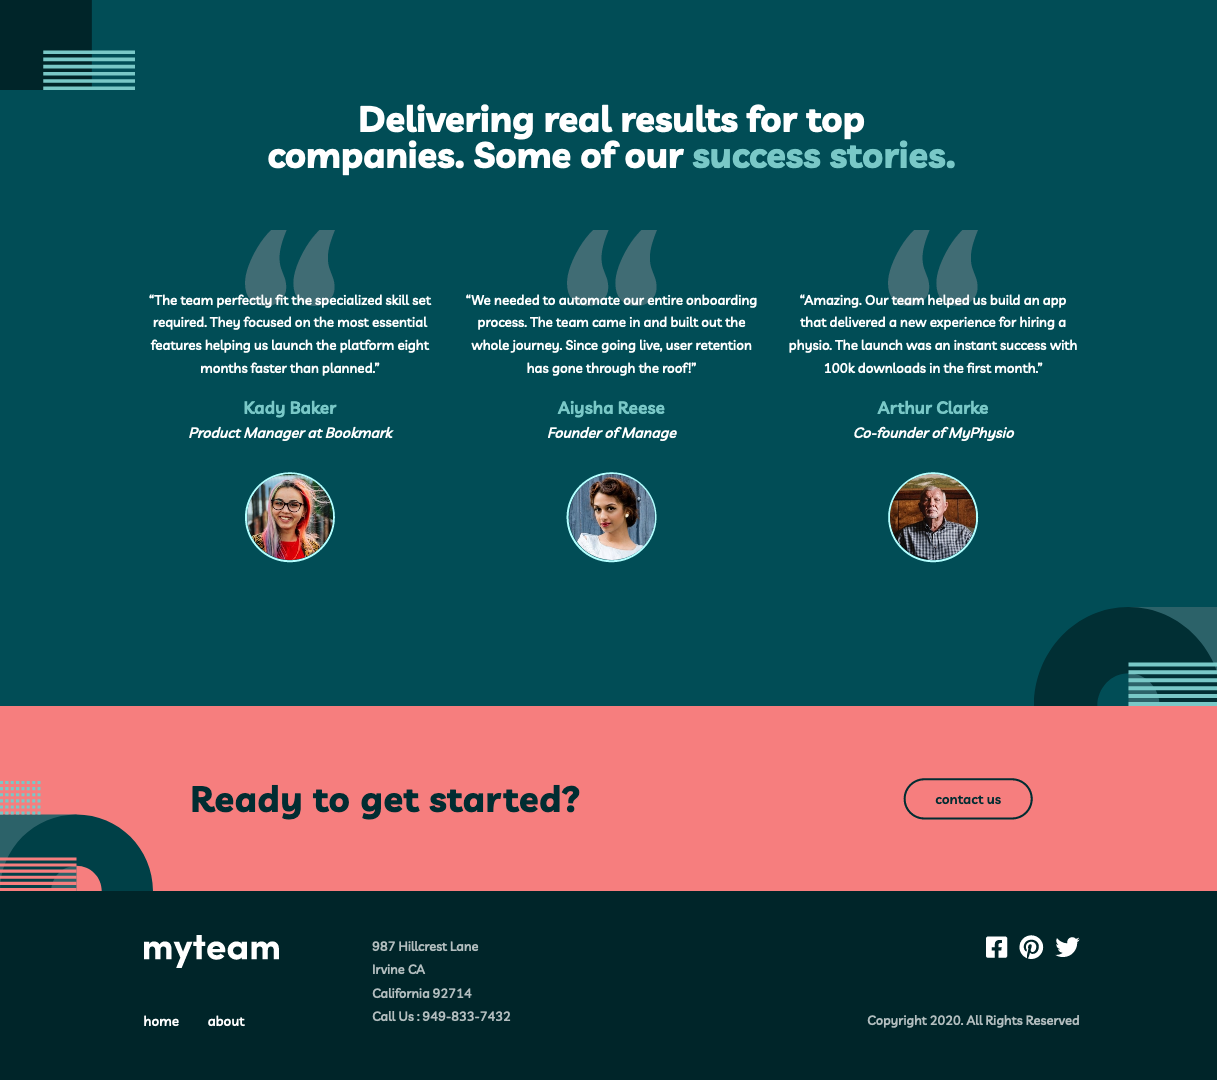 Delivering real results for top
companies. Some of our success stories.
“The team perfectly fit the specialized skill set
required. They focused on the most essential
features helping us launch the platform eight
months faster than planned.”
Kady Baker
Product Manager at Bookmark
“We needed to automate our entire onboarding
process. The team came in and built out the
whole journey. Since going live, user retention
has gone through the roof!”
Aiysha Reese
Founder of Manage
“Amazing. Our team helped us build an app
that delivered a new experience for hiring a
physio. The launch was an instant success with
100k downloads in the first month.”
Arthur Clarke
Co-founder of MyPhysio
Ready to get started?
contact us
myteam
home about
987 Hillcrest Lane
Irvine CA
California 92714
Call Us : 949-833-7432
Copyright 2020. All Rights Reserved